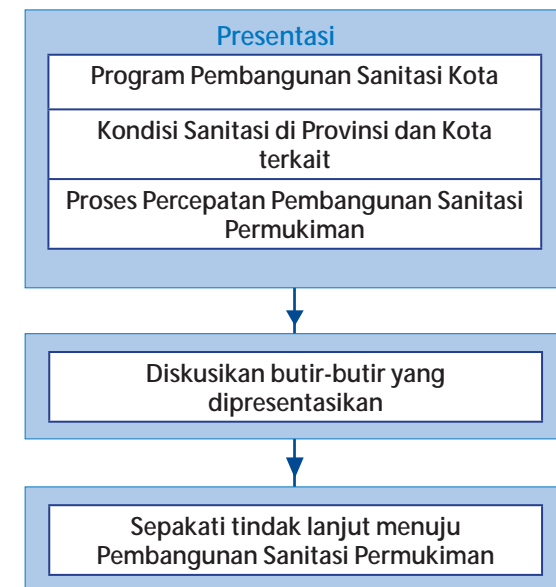 Presentasi
Program Pembangunan Sanitasi Kota
Kondisi Sanitasi di Provinsi dan Kota
terkait
Proses Percepatan Pembangunan Sanitasi
Permukiman
Diskusikan butir-butir yang
dipresentasikan
Sepakati tindak lanjut menuju
Pembangunan Sanitasi Permukiman